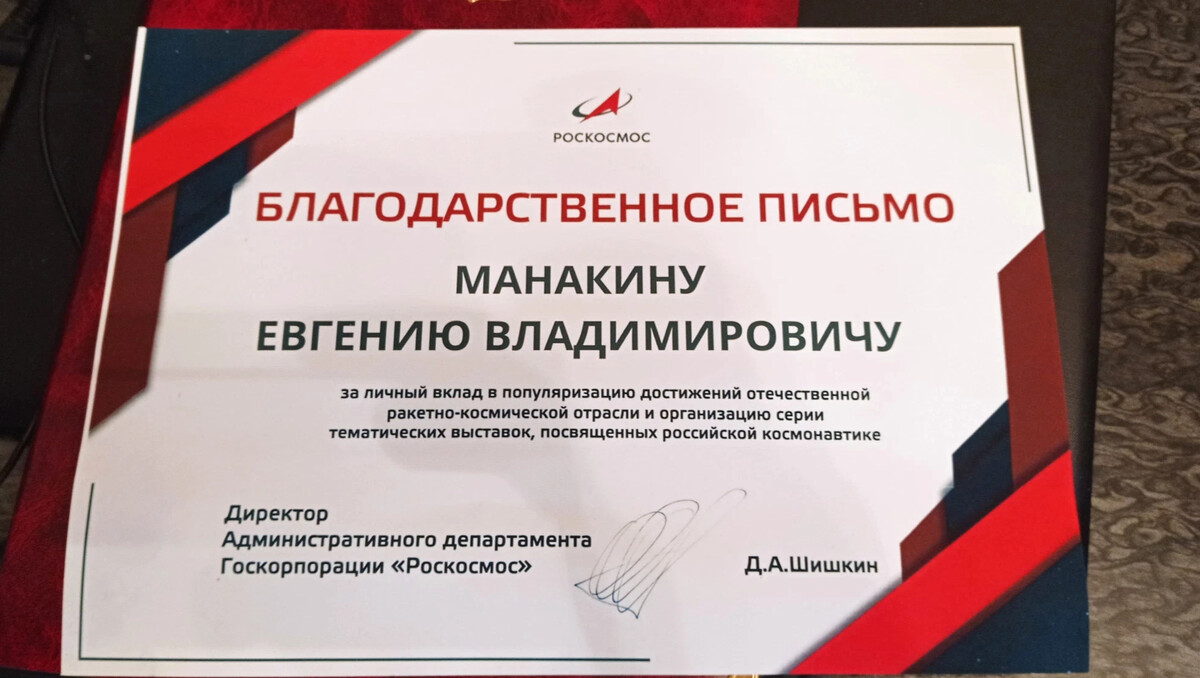 РОСКОСМОС
БЛАГОДАРСТВЕННОЕ ПИСЬМО
МАНАКИНУ
ЕВГЕНИЮ ВЛАДИМИРОВИЧУ
за личный вклад в популяризацию достижений отечественной
ракетно-космической отрасли и организацию серии
тематических выставок, посвященных российской космонавтике
Директор
Административного департамента
Госкорпорации «Роскосмос»
Д.А.Шишкин